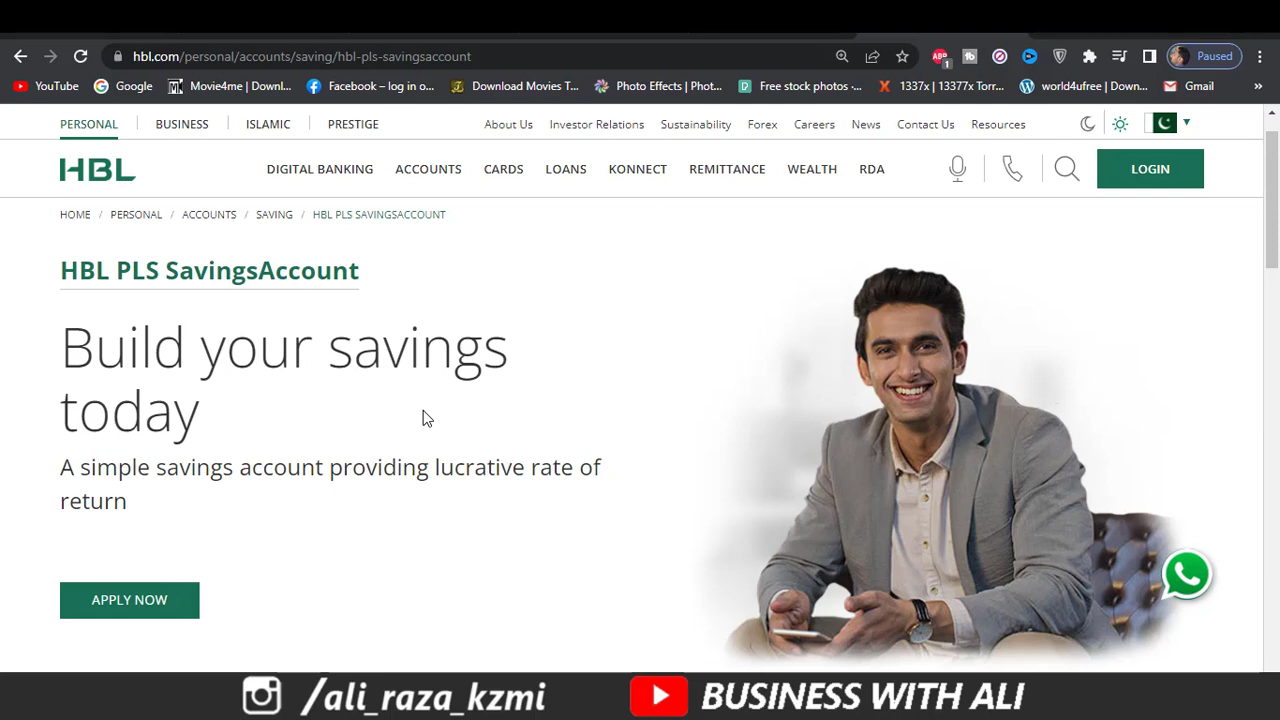 hbl.com/personal/accounts/saving/hbl-pls-savingsaccount
ABP
1
Paused
YouTube
Google
Movie4me | Downl...
Facebook – log in o...
Download Movies T...
Photo Effects | Phot...
Free stock photos -...
1337x | 13377x Torr...
world4ufree | Down...
Gmail
»
PERSONAL
BUSINESS
ISLAMIC
PRESTIGE
About Us
Investor Relations
Sustainability
Forex
Careers
News
Contact Us
Resources
HBL
DIGITAL BANKING
ACCOUNTS
CARDS
LOANS
KONNECT
REMITTANCE
WEALTH
RDA
LOGIN
HOME / PERSONAL / ACCOUNTS / SAVING / HBL PLS SAVINGSACCOUNT
HBL PLS SavingsAccount
Build your savings
today
A simple savings account providing lucrative rate of
return
APPLY NOW
/ali_raza_kzmi
BUSINESS WITH ALI